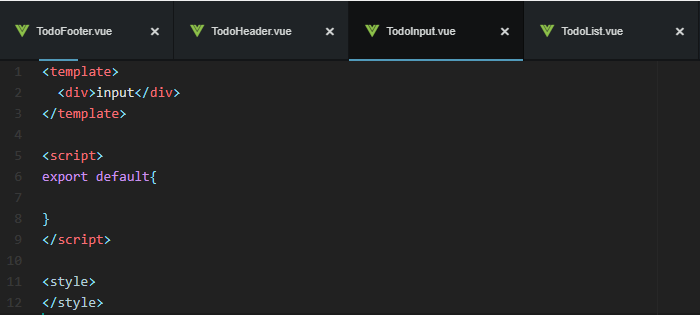 TodoFooter.vue × TodoHeader.vue × TodoInput.vue × TodoList.vue ×
1 <template>
2   <div>input</div>
3 </template>
4
5 <script>
6 export default{
7
8 }
9 </script>
10
11 <style>
12 </style>